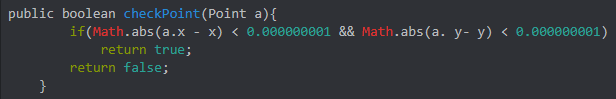 public boolean checkPoint(Point a){
if(Math.abs(a.x - x) < 0.000000001 && Math.abs(a. y- y) < 0.000000001)
return true;
return false;
}